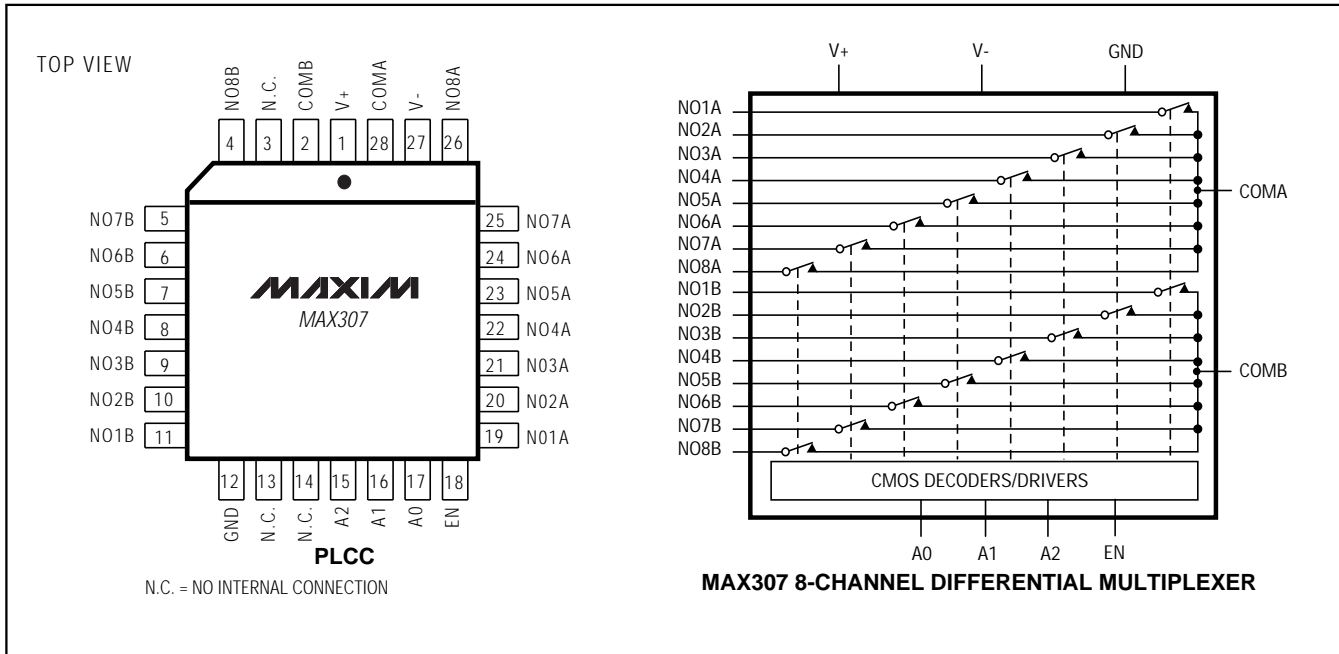 TOP VIEW
NO8B
N.C.
COMB
V+
COMA
V-
NO8A
4
3
2
1
28
27
26
NO7B 5
NO6B 6
NO5B 7
NO4B 8
NO3B 9
NO2B 10
NO1B 11
MAXIM
MAX307
25 NO7A
24 NO6A
23 NO5A
22 NO4A
21 N03A
20 N02A
19 N01A
12
13
14
15
16
17
18
GND
N.C.
N.C.
A2
A1
A0
EN
PLCC
N.C. = NO INTERNAL CONNECTION
V+
V-
GND
NO1A
NO2A
NO3A
NO4A
NO5A
NO6A
NO7A
NO8A
NO1B
NO2B
NO3B
NO4B
NO5B
NO6B
NO7B
NO8B
COMA
COMB
CMOS DECODERS/DRIVERS
A0
A1
A2
EN
MAX307 8-CHANNEL DIFFERENTIAL MULTIPLEXER